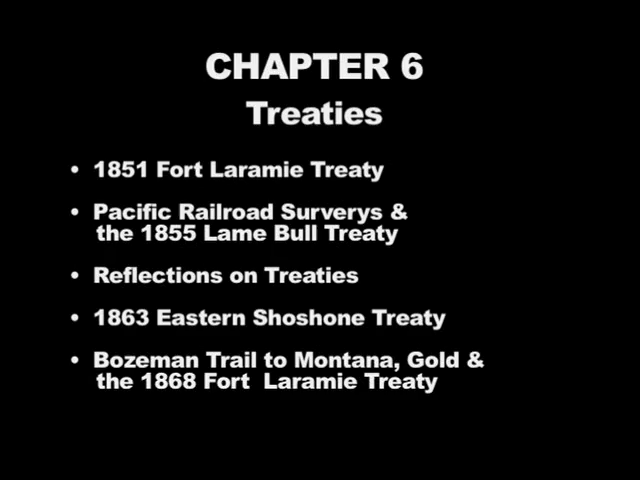 CHAPTER 6
Treaties
• 1851 Fort Laramie Treaty
• Pacific Railroad Surverys &
the 1855 Lame Bull Treaty
• Reflections on Treaties
• 1863 Eastern Shoshone Treaty
• Bozeman Trail to Montana, Gold &
the 1868 Fort Laramie Treaty